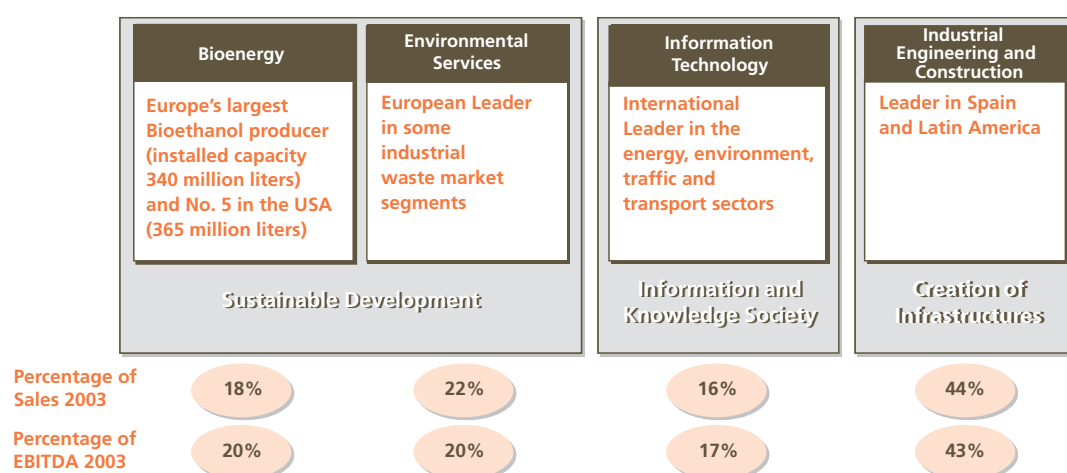 Bioenergy
Europe's largest
Bioethanol producer
(installed capacity
340 million liters)
and No. 5 in the USA
(365 million liters)
Environmental
Services
European Leader
in some
industrial
waste market
segments
Sustainable Development
Inforrmation
Technology
International
Leader in the
energy, environment,
traffic and
transport sectors
Information and
Knowledge Society
Industrial
Engineering and
Construction
Leader in Spain
and Latin America
Creation of
Infrastructures
Percentage of
Sales 2003
18% 22% 16% 44%
Percentage of
EBITDA 2003
20% 20% 17% 43%